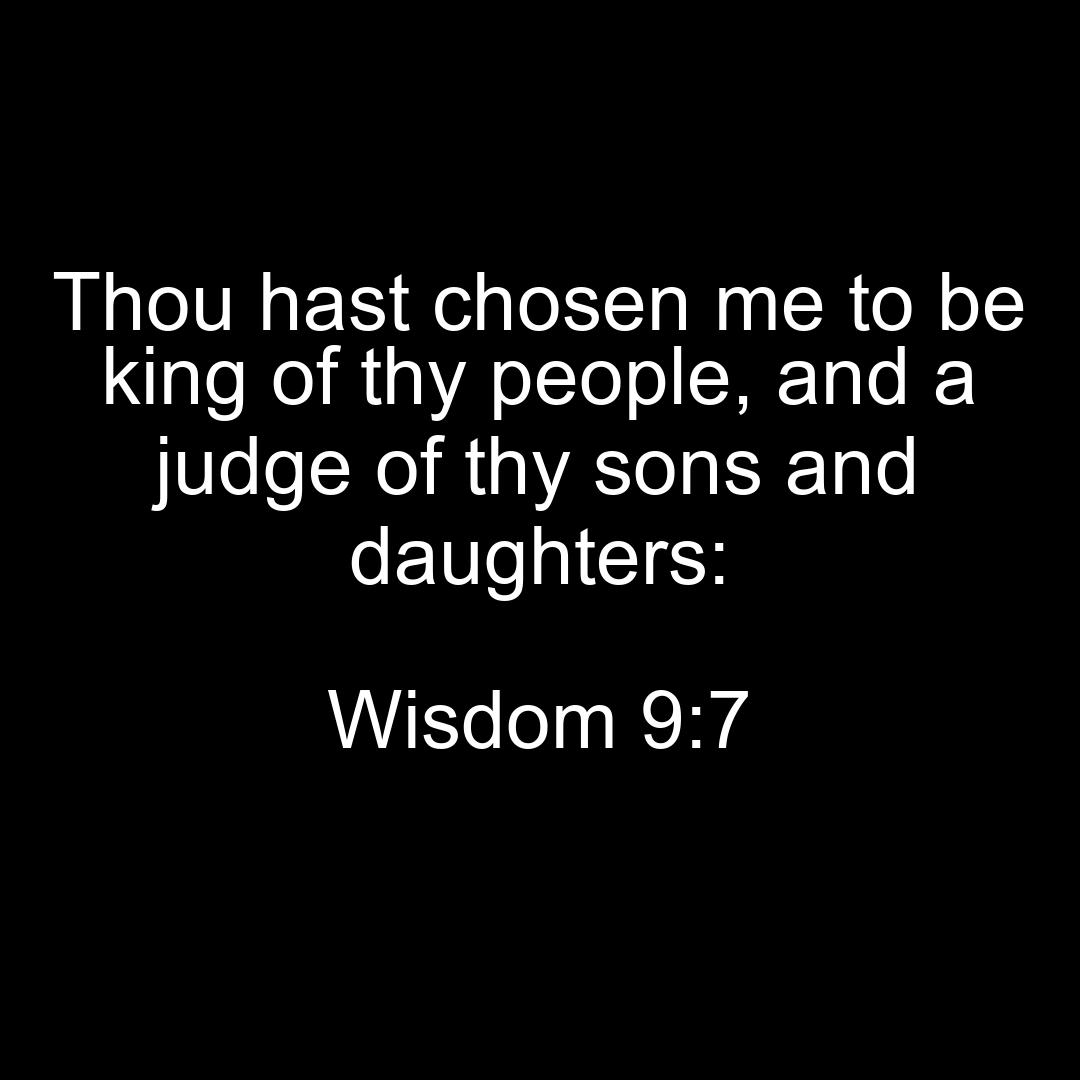 Thou hast chosen me to be
king of thy people, and a
judge of thy sons and
daughters:
Wisdom 9:7